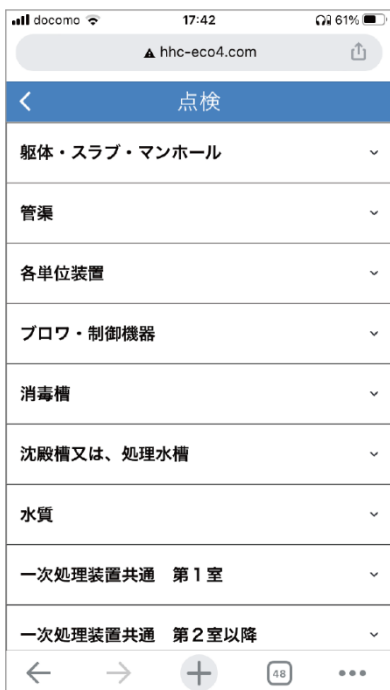 docomo 17:42 61%
hhc-eco4.com
点検
躯体・スラブ・マンホール
管渠
各単位装置
ブロワ・制御機器
消毒槽
沈殿槽又は、処理水槽
水質
一次処理装置共通　第１室
一次処理装置共通　第２室以降
48